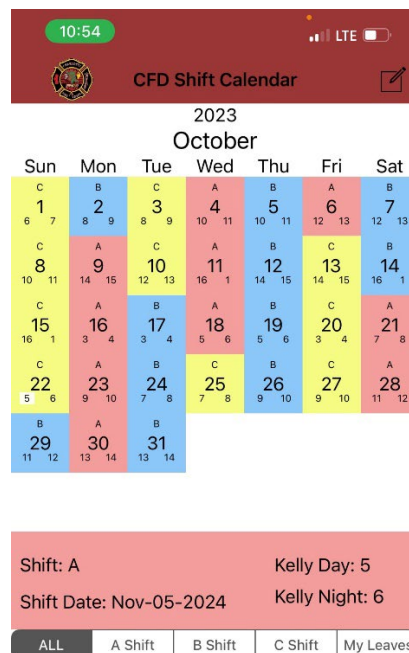 10:54 LTE
CFD Shift Calendar
2023
October
Sun Mon Tue Wed Thu Fri Sat
C B C A B A B
1 2 3 4 5 6 7
6 7 8 9 8 9 10 11 10 11 12 13 12 13
C A C A B C B
8 9 10 11 12 13 14
10 11 14 15 12 13 16 1 14 15 14 15 16 1
C A B A B C A
15 16 17 18 19 20 21
16 1 3 4 3 4 5 6 5 6 3 4 7 8
C A B C B C A
22 23 24 25 26 27 28
5 6 9 10 7 8 7 8 9 10 9 10 11 12
B A B
29 30 31
11 12 13 14 13 14
Shift: A Kelly Day: 5
Shift Date: Nov-05-2024 Kelly Night: 6
ALL A Shift B Shift C Shift My Leaves